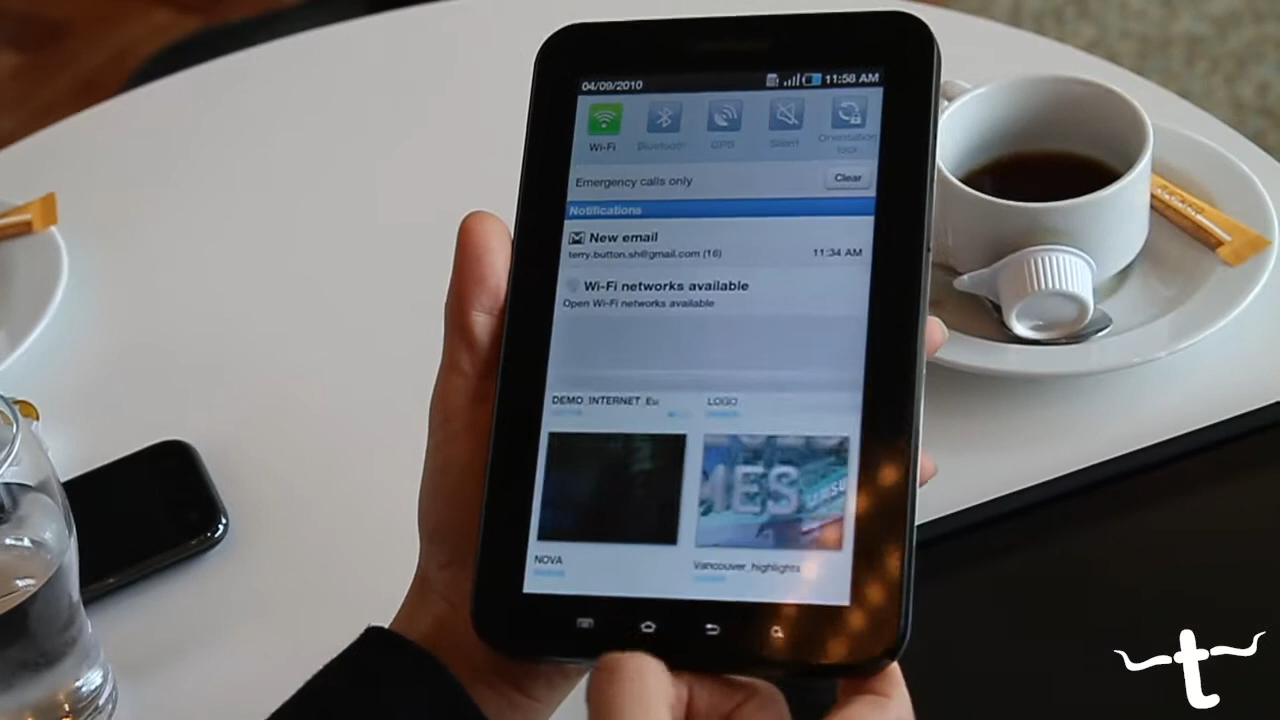 04/09/2010 11:58 AM
Wi-Fi Bluetooth GPS Silent Orientation
lock
Emergency calls only Clear
Notifications
New email
terry.button.sh@gmail.com (16) 11:34 AM
Wi-Fi networks available
Open Wi-Fi networks available
DEMO_INTERNET_Eu LOGO
MES
NOVA Vancouver_highlights
t